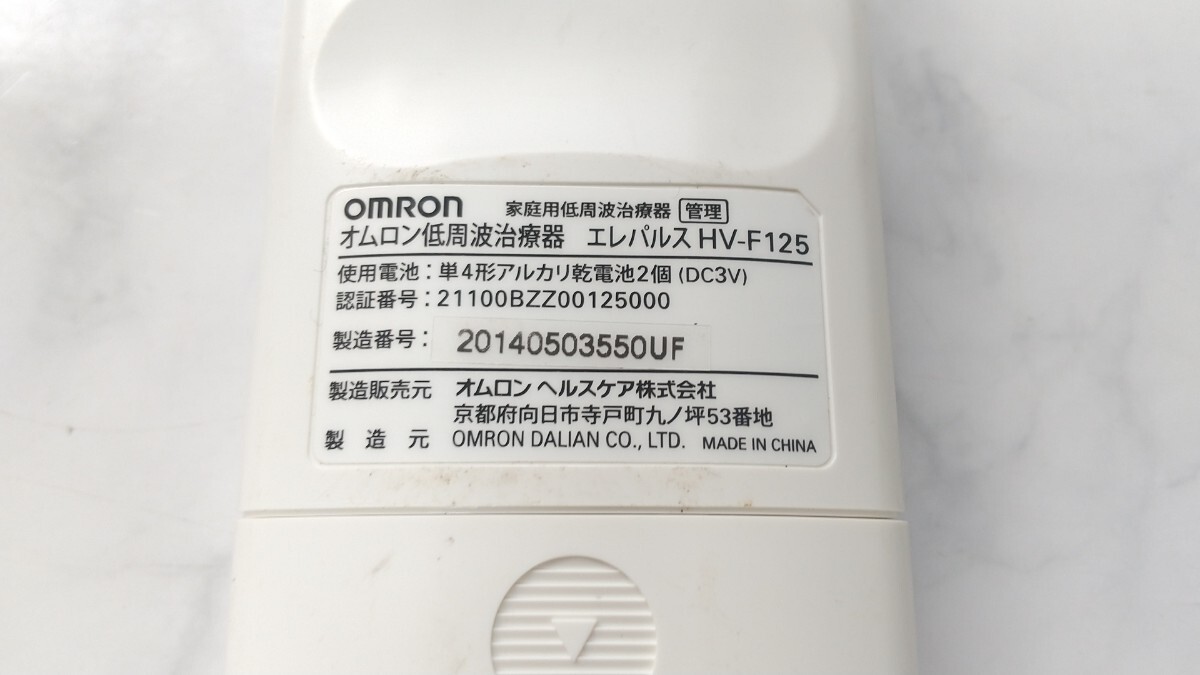 OMRON 家庭用低周波治療器 管理
オムロン低周波治療器 エレパルス HV-F125
使用電池：単4形アルカリ乾電池2個 (DC3V)
認証番号：21100BZZ00125000
製造番号： 20140503550UF
製造販売元 オムロン ヘルスケア株式会社
京都府向日市寺戸町九ノ坪53番地
製造元 OMRON DALIAN CO., LTD. MADE IN CHINA